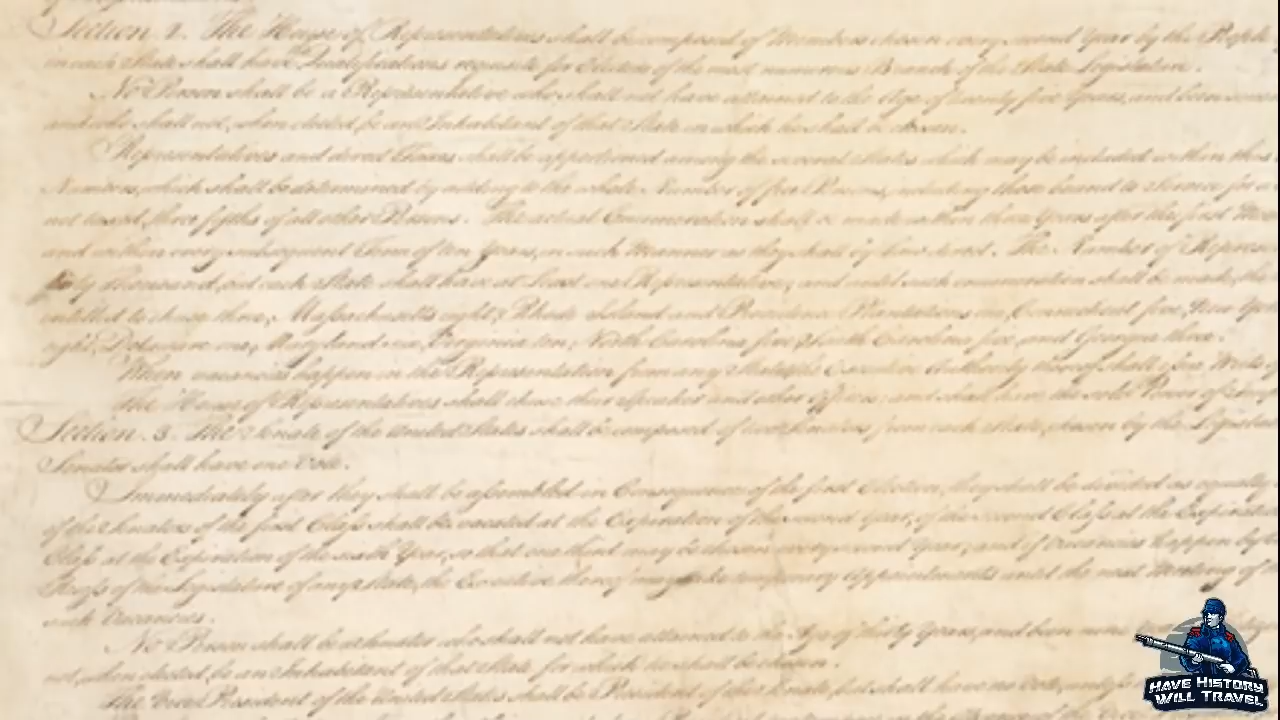 Section 2. The House of Representatives shall be composed of Members chosen every second Year by the People
in each State shall have Qualifications requisite for Electors of the most numerous Branch of the State Legislature.
No Person shall be a Representative who shall not have attained to the Age of twenty five Years, and been
and who shall not, when elected, be an Inhabitant of that State in which he shall be chosen.
Representatives and direct Taxes shall be apportioned among the several States which may be included within this
Numbers, which shall be determined by adding to the whole Number of free Persons, including those bound to Service for a
not taxed, three fifths of all other Persons. The actual Enumeration shall be made within three Years after the first
and within every subsequent Term of ten Years, in such Manner as they shall by Law direct. The Number of
thousand, but each State shall have at Least one Representative; and until such enumeration shall be made, the
entitled to chuse three, Massachusetts eight, Rhode Island and Providence Plantations one, Connecticut five, New
eight, Delaware one, Maryland six, Virginia ten, North Carolina five, South Carolina five, and Georgia three.
When vacancies happen in the Representation from any State, the Executive Authority thereof shall issue Writs of
The House of Representatives shall chuse their Speaker and other Officers; and shall have the sole Power of
Section. 3. The Senate of the United States shall be composed of two Senators from each State, chosen by the
Senator shall have one Vote.
Immediately after they shall be assembled in Consequence of the first Election, they shall be divided as equally
of the Senators of the first Class shall be vacated at the Expiration of the second Year, of the second Class at the
Class at the Expiration of the sixth Year, so that one third may be chosen every second Year; and if Vacancies happen by
Recess of the Legislature of any State, the Executive thereof may make temporary Appointments until the next Meeting of
such Vacancies.
No Person shall be a Senator who shall not have attained to the Age of thirty Years, and been nine
not, when elected, be an Inhabitant of that State for which he shall be chosen.
The Vice President of the United States shall be President of the Senate, but shall have no Vote, unless
HAVE HISTORY
WILL TRAVEL